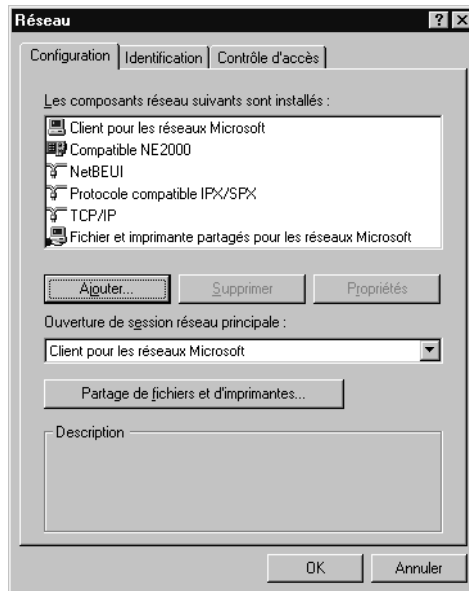 Réseau
Configuration Identification Contrôle d'accès
Les composants réseau suivants sont installés :
Client pour les réseaux Microsoft
Compatible NE2000
NetBEUI
Protocole compatible IPX/SPX
TCP/IP
Fichier et imprimante partagés pour les réseaux Microsoft
Ajouter... Supprimer Propriétés
Ouverture de session réseau principale :
Client pour les réseaux Microsoft
Partage de fichiers et d'imprimantes...
Description
OK Annuler